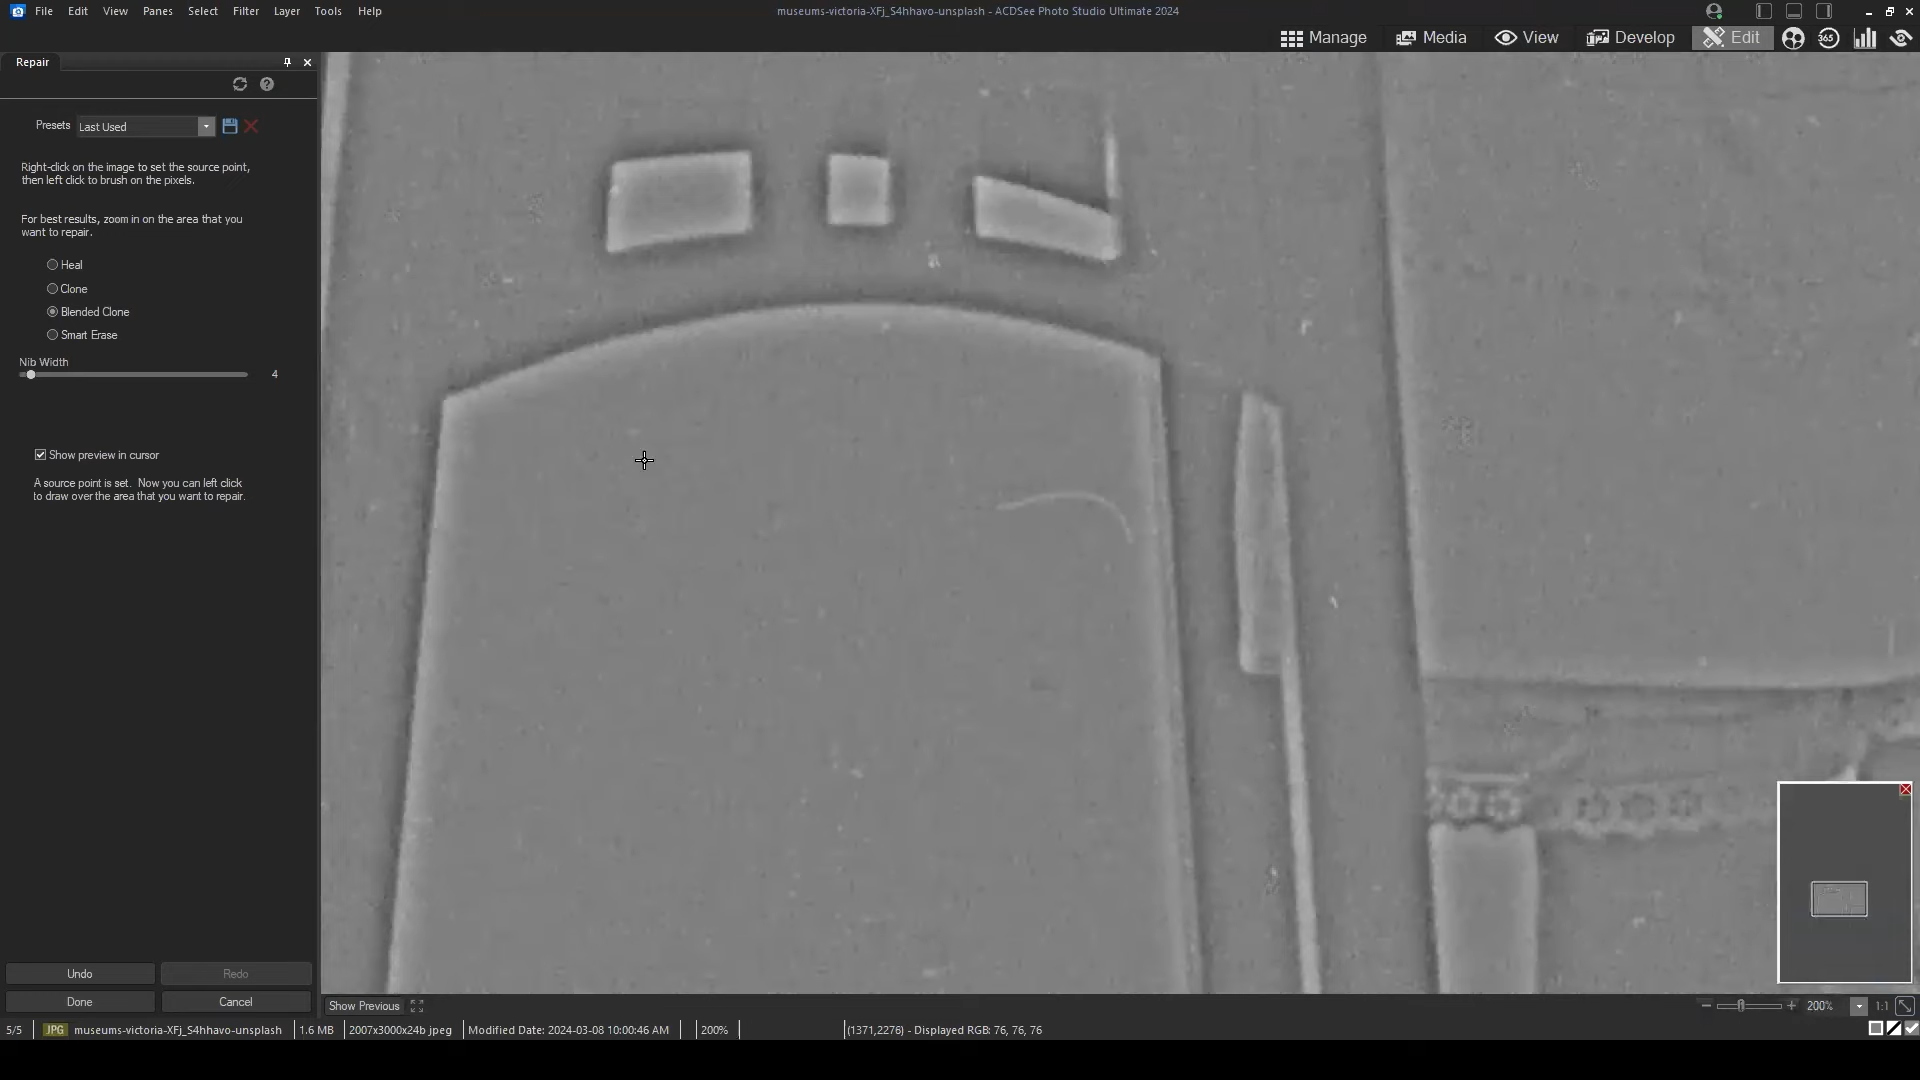 File Edit View Panes Select Filter Layer Tools Help
museums-victoria-XFj_S4hhavo-unsplash - ACDSee Photo Studio Ultimate 2024
Manage Media View Develop Edit 365
Repair
Presets Last Used
Right-click on the image to set the source point,
then left click to brush on the pixels.
For best results, zoom in on the area that you
want to repair.
Heal
Clone
Blended Clone
Smart Erase
Nib Width
4
Show preview in cursor
A source point is set. Now you can left click
to draw over the area that you want to repair.
Undo Redo
Done Cancel
Show Previous
200% 1:1
5/5 JPG museums-victoria-XFj_S4hhavo-unsplash 1.6 MB 2007x3000x24b jpeg Modified Date: 2024-03-08 10:00:46 AM 200% (1371,2276) - Displayed RGB: 76, 76, 76